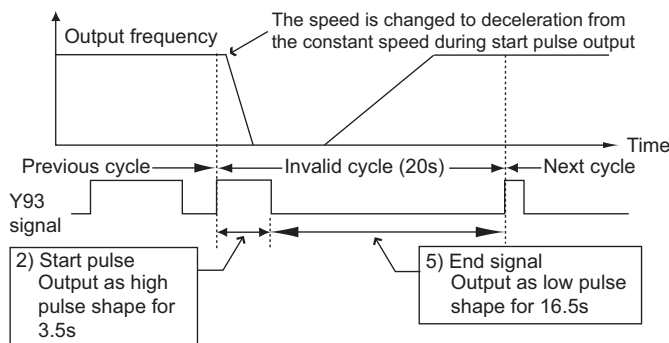 Output frequency
The speed is changed to deceleration from
the constant speed during start pulse output
Time
Previous cycle
Invalid cycle (20s)
Next cycle
Y93
signal
2) Start pulse
Output as high
pulse shape for
3.5s
5) End signal
Output as low pulse
shape for 16.5s